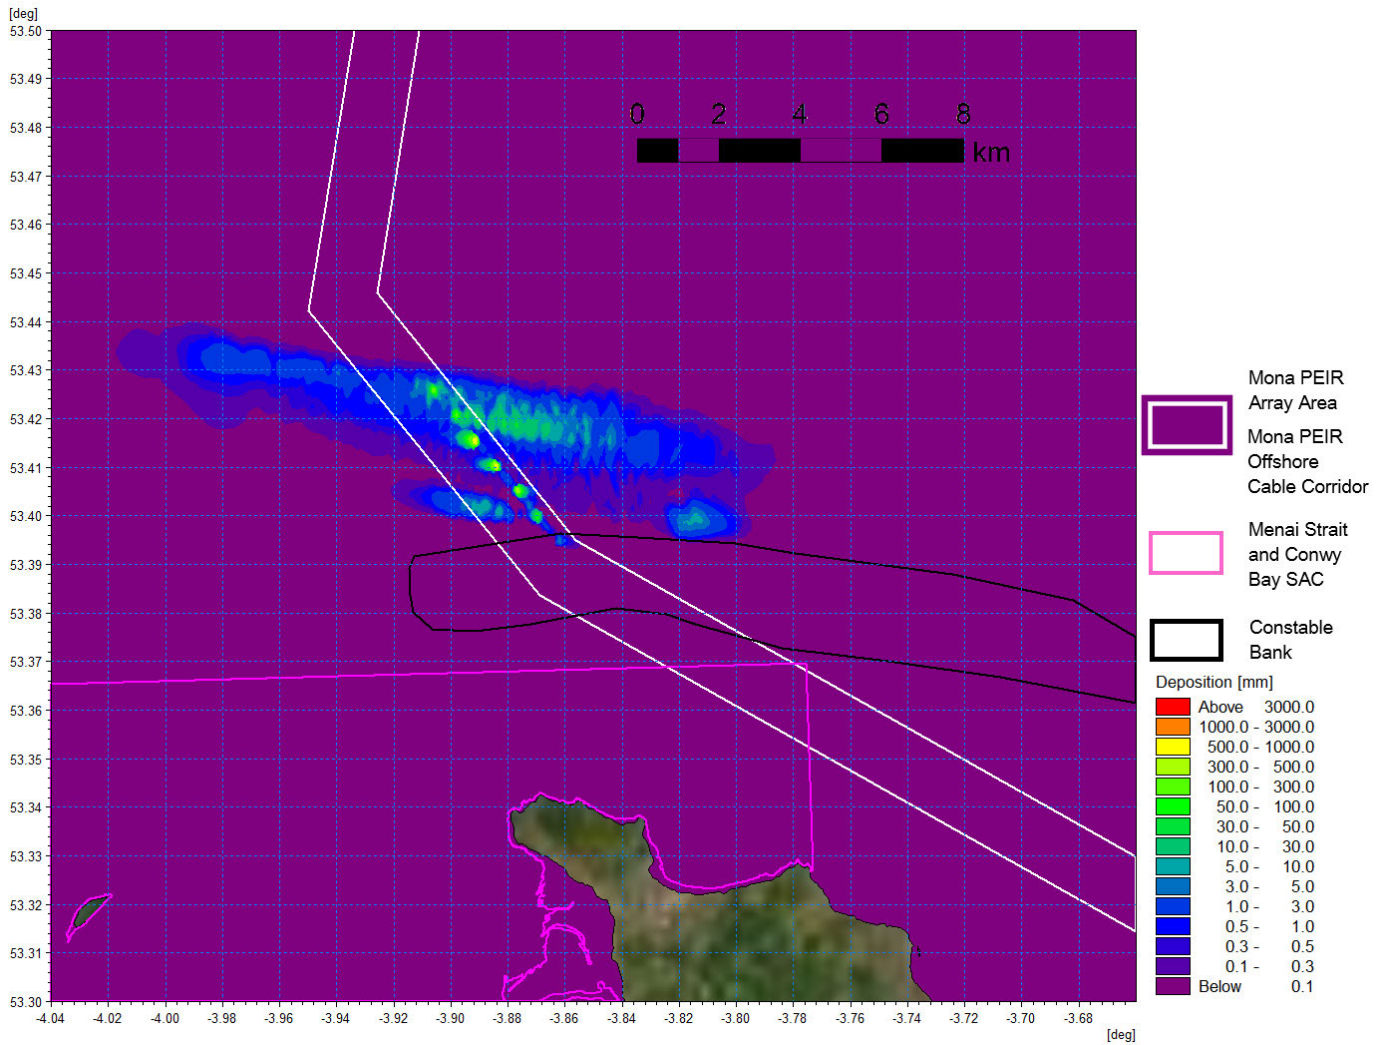 [deg]
53.50
53.49
53.48
53.47
53.46
53.45
53.44
53.43
53.42
53.41
53.40
53.39
53.38
53.37
53.36
53.35
53.34
53.33
53.32
53.31
53.30
0 2 4 6 8
km
-4.04 -4.02 -4.00 -3.98 -3.96 -3.94 -3.92 -3.90 -3.88 -3.86 -3.84 -3.82 -3.80 -3.78 -3.76 -3.74 -3.72 -3.70 -3.68
[deg]
Mona PEIR
Array Area
Mona PEIR
Offshore
Cable Corridor
Menai Strait
and Conwy
Bay SAC
Constable
Bank
Deposition [mm]
Above 3000.0
1000.0 - 3000.0
500.0 - 1000.0
300.0 - 500.0
100.0 - 300.0
50.0 - 100.0
30.0 - 50.0
10.0 - 30.0
5.0 - 10.0
3.0 - 5.0
1.0 - 3.0
0.5 - 1.0
0.3 - 0.5
0.1 - 0.3
Below 0.1